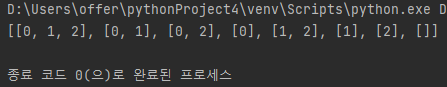 D:\Users\offer\pythonProject4\venv\Scripts\python.exe D
[[0, 1, 2], [0, 1], [0, 2], [0], [1, 2], [1], [2], []]
종료 코드 0(으)로 완료된 프로세스